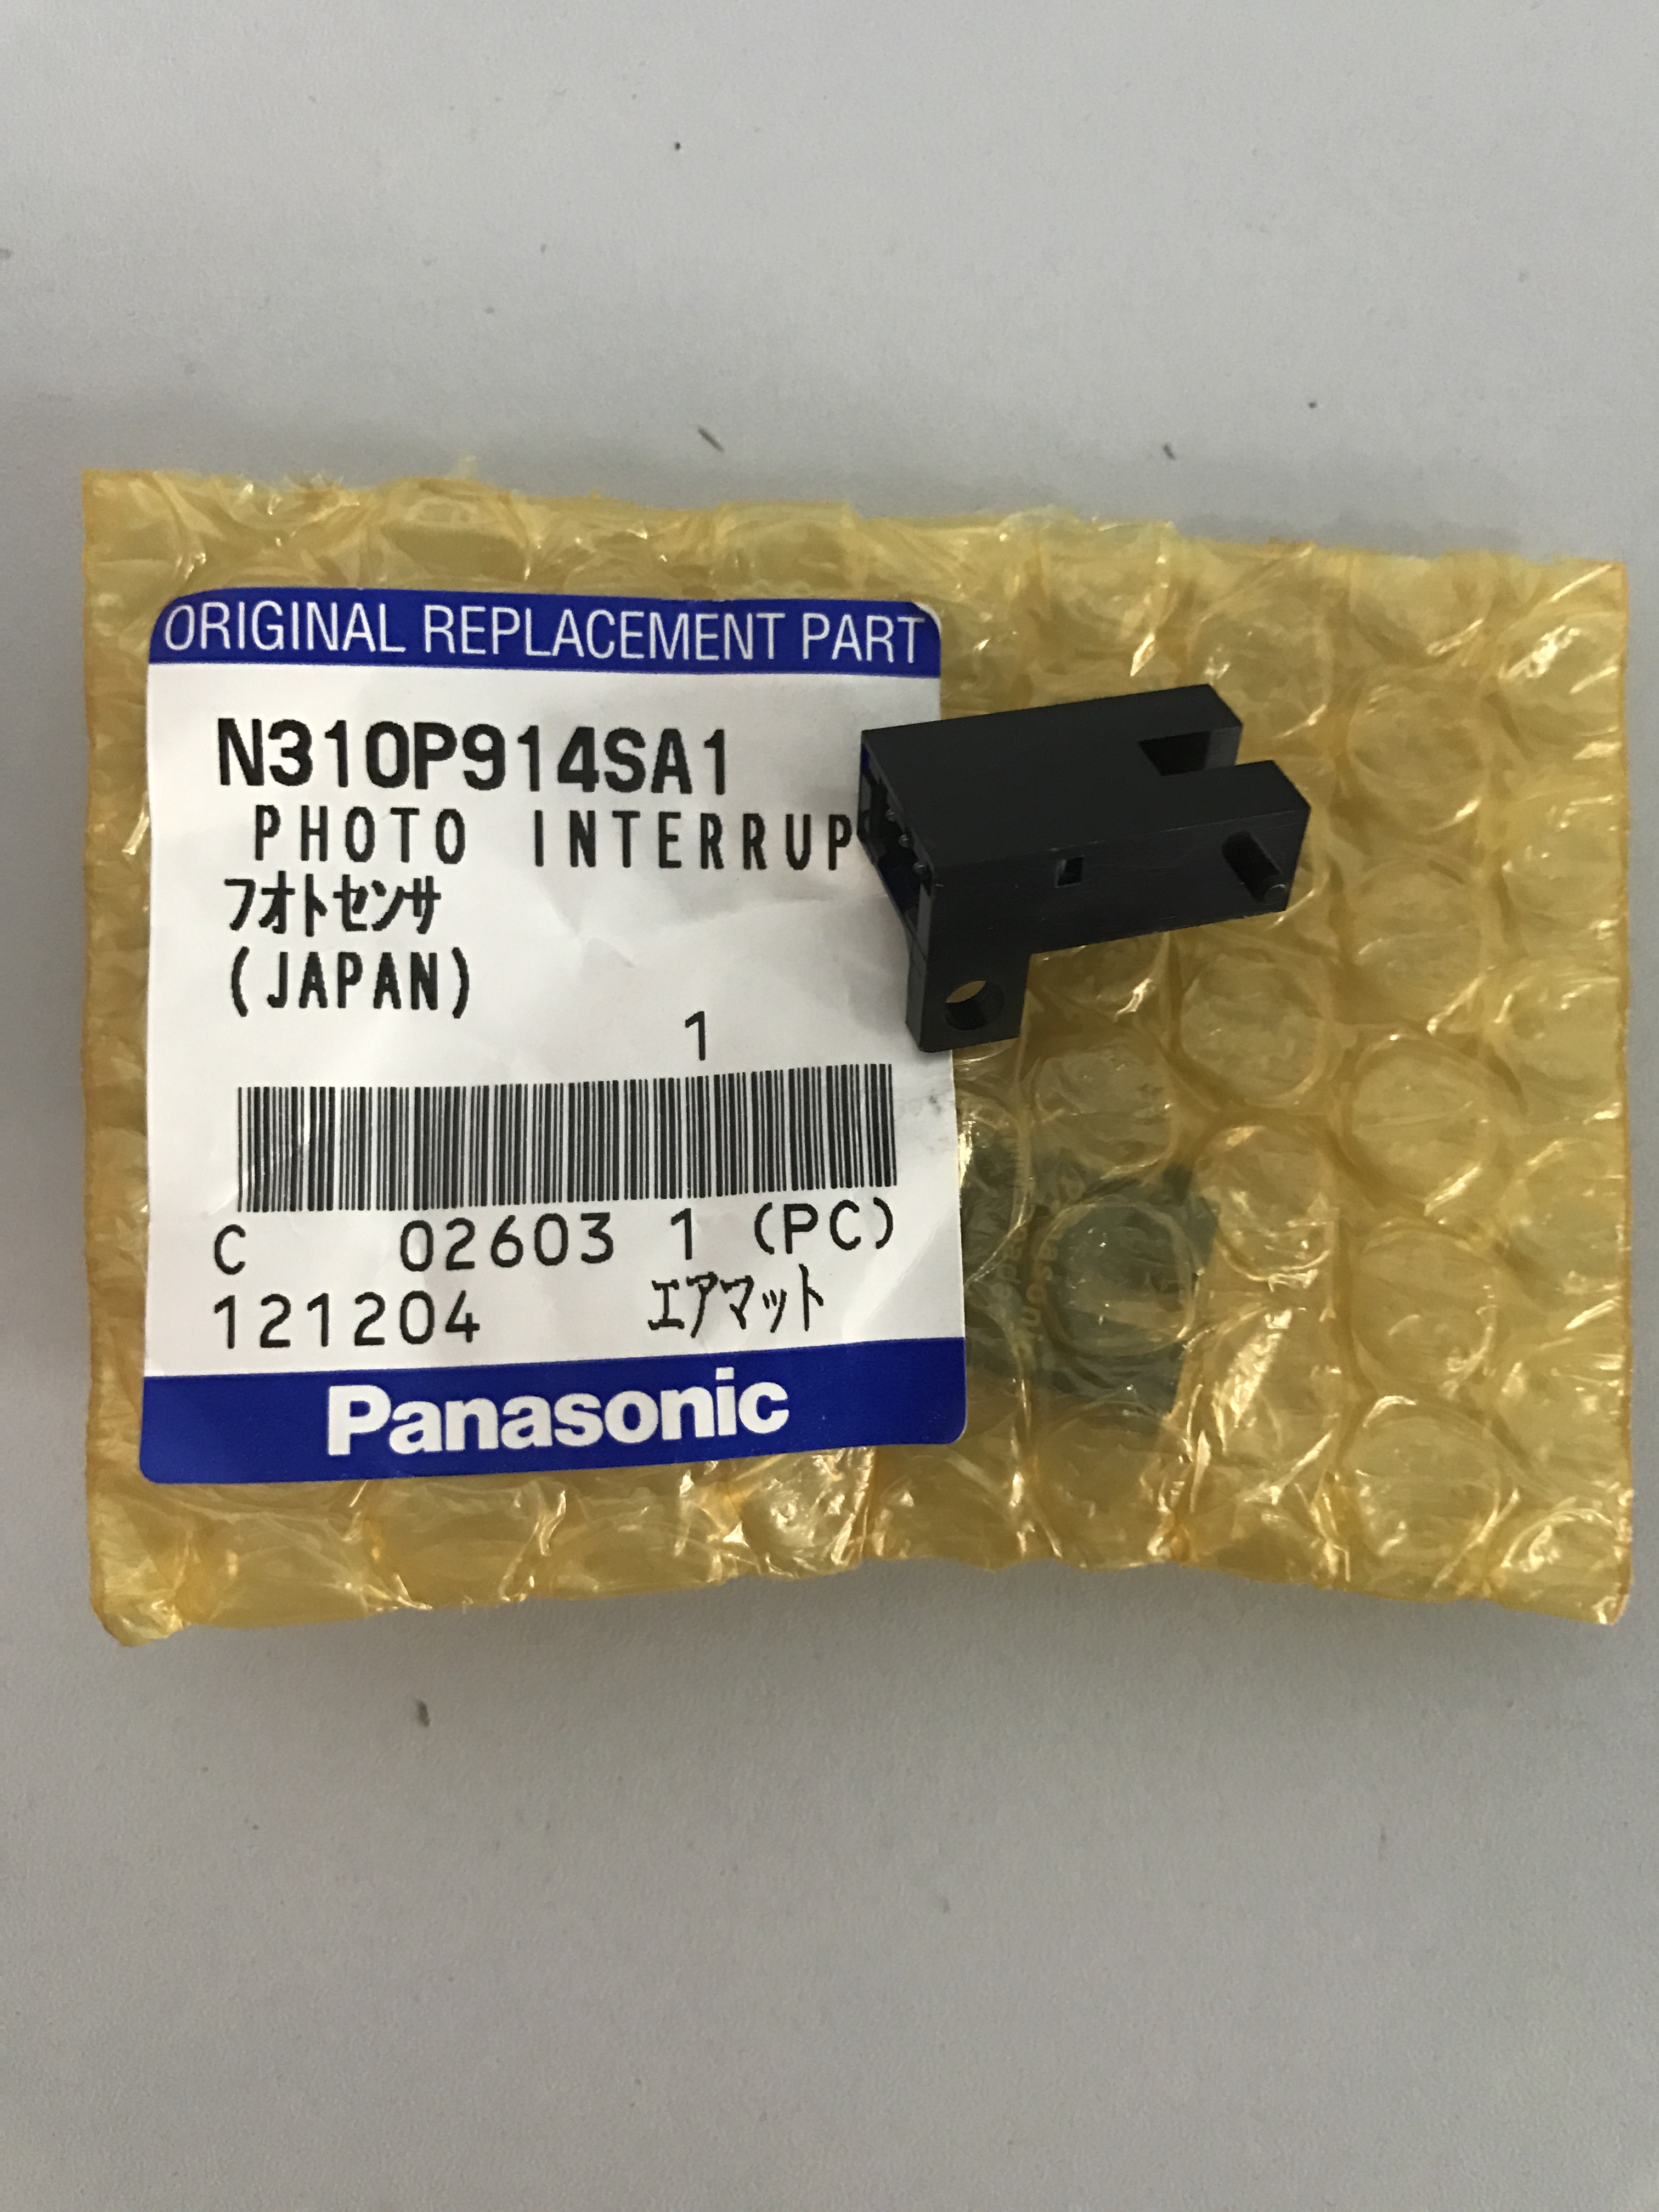 ORIGINAL REPLACEMENT PART
N310P914SA1
PHOTO INTERRUP
フオトセンサ
(JAPAN)
1
C 02603 1 (PC)
121204 エアマット
Panasonic